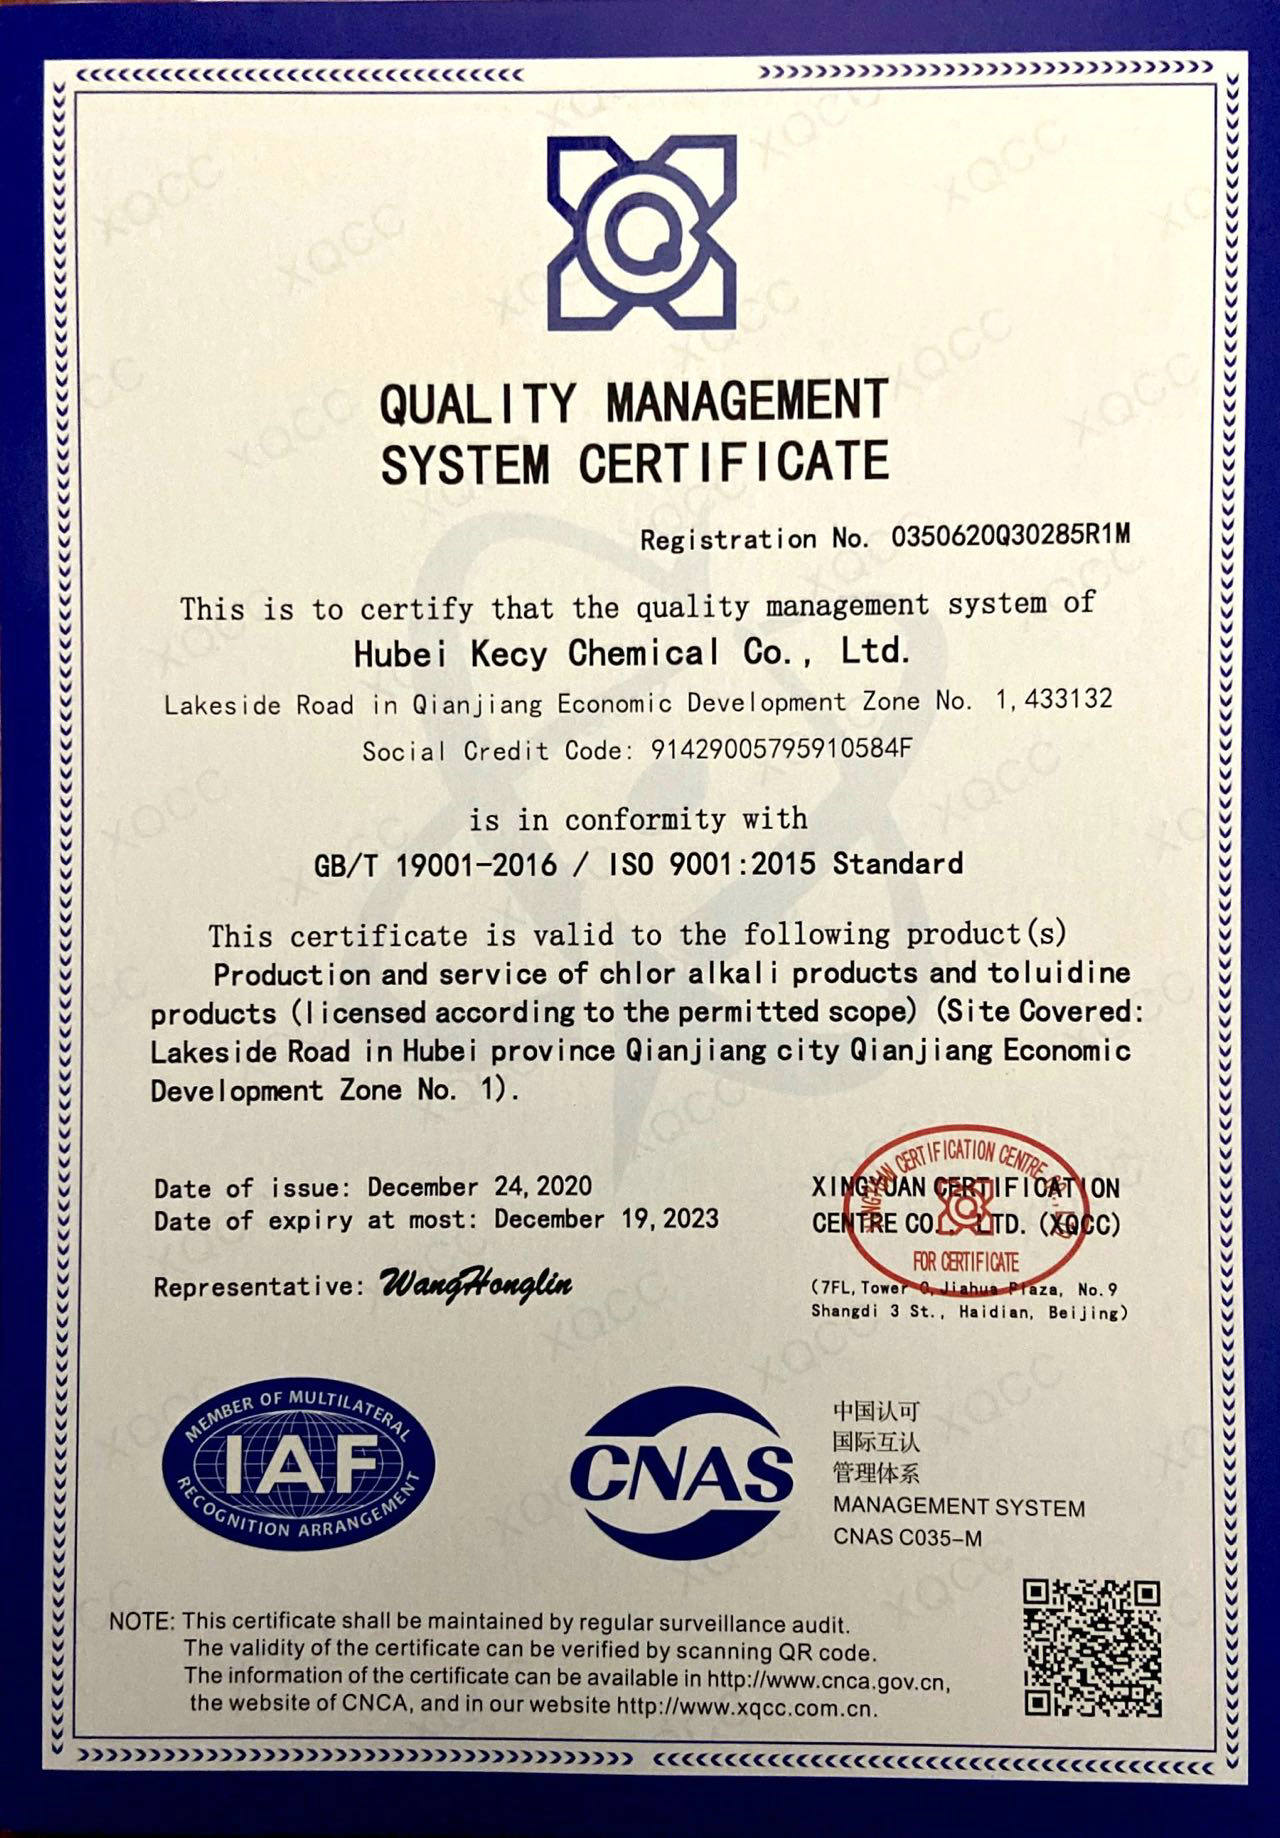 QUALITY MANAGEMENT
SYSTEM CERTIFICATE
Registration No. 0350620Q30285R1M
This is to certify that the quality management system of
Hubei Kecy Chemical Co., Ltd.
Lakeside Road in Qianjiang Economic Development Zone No. 1,433132
Social Credit Code: 91429005795910584F
is in conformity with
GB/T 19001-2016 / ISO 9001:2015 Standard
This certificate is valid to the following product(s)
Production and service of chlor alkali products and toluidine
products (licensed according to the permitted scope) (Site Covered:
Lakeside Road in Hubei province Qianjiang city Qianjiang Economic
Development Zone No. 1).
Date of issue: December 24,2020
Date of expiry at most: December 19,2023
Representative: WangHonglin
XINGYUAN CERTIFICATION
CENTRE CO., LTD. (XQCC)
(7FL,Tower C,Jiahua Plaza, No.9
Shangdi 3 St., Haidian, Beijing)
XINGYUAN CERTIFICATION CENTRE CO., LTD
FOR CERTIFICATE
MEMBER OF MULTILATERAL
IAF
RECOGNITION ARRANGEMENT
CNAS
中国认可
国际互认
管理体系
MANAGEMENT SYSTEM
CNAS C035-M
NOTE: This certificate shall be maintained by regular surveillance audit.
The validity of the certificate can be verified by scanning QR code.
The information of the certificate can be available in http://www.cnca.gov.cn,
the website of CNCA, and in our website http://www.xqcc.com.cn.